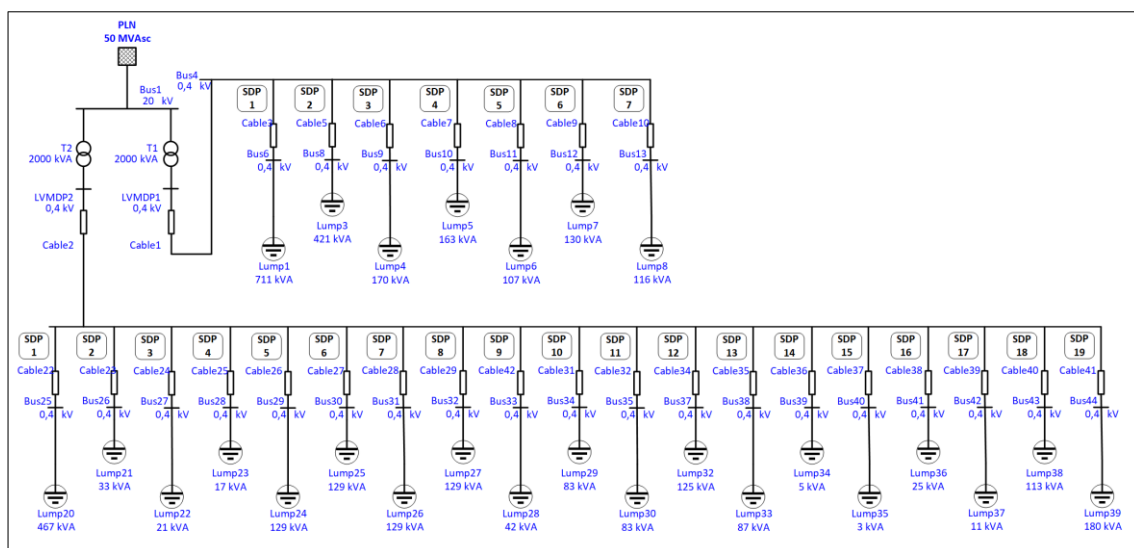 PLN
50 MVAsc
Bus1
20 kV
Bus4
0,4 kV
T2
2000 kVA
T1
2000 kVA
LVMDP2
0,4 kV
LVMDP1
0,4 kV
Cable2
Cable1
SDP
1
SDP
2
SDP
3
SDP
4
SDP
5
SDP
6
SDP
7
Cable3
Cable5
Cable6
Cable7
Cable8
Cable9
Cable10
Bus6
0,4 kV
Bus8
0,4 kV
Bus9
0,4 kV
Bus10
0,4 kV
Bus11
0,4 kV
Bus12
0,4 kV
Bus13
0,4 kV
Lump3
421 kVA
Lump5
163 kVA
Lump7
130 kVA
Lump1
711 kVA
Lump4
170 kVA
Lump6
107 kVA
Lump8
116 kVA
SDP
1
SDP
2
SDP
3
SDP
4
SDP
5
SDP
6
SDP
7
SDP
8
SDP
9
SDP
10
SDP
11
SDP
12
SDP
13
SDP
14
SDP
15
SDP
16
SDP
17
SDP
18
SDP
19
Cable22
Cable23
Cable24
Cable25
Cable26
Cable27
Cable28
Cable29
Cable42
Cable31
Cable32
Cable34
Cable35
Cable36
Cable37
Cable38
Cable39
Cable40
Cable41
Bus25
0,4 kV
Bus26
0,4 kV
Bus27
0,4 kV
Bus28
0,4 kV
Bus29
0,4 kV
Bus30
0,4 kV
Bus31
0,4 kV
Bus32
0,4 kV
Bus33
0,4 kV
Bus34
0,4 kV
Bus35
0,4 kV
Bus37
0,4 kV
Bus38
0,4 kV
Bus39
0,4 kV
Bus40
0,4 kV
Bus41
0,4 kV
Bus42
0,4 kV
Bus43
0,4 kV
Bus44
0,4 kV
Lump21
33 kVA
Lump23
17 kVA
Lump25
129 kVA
Lump27
129 kVA
Lump29
83 kVA
Lump32
125 kVA
Lump34
5 kVA
Lump36
25 kVA
Lump38
113 kVA
Lump20
467 kVA
Lump22
21 kVA
Lump24
129 kVA
Lump26
129 kVA
Lump28
42 kVA
Lump30
83 kVA
Lump33
87 kVA
Lump35
3 kVA
Lump37
11 kVA
Lump39
180 kVA